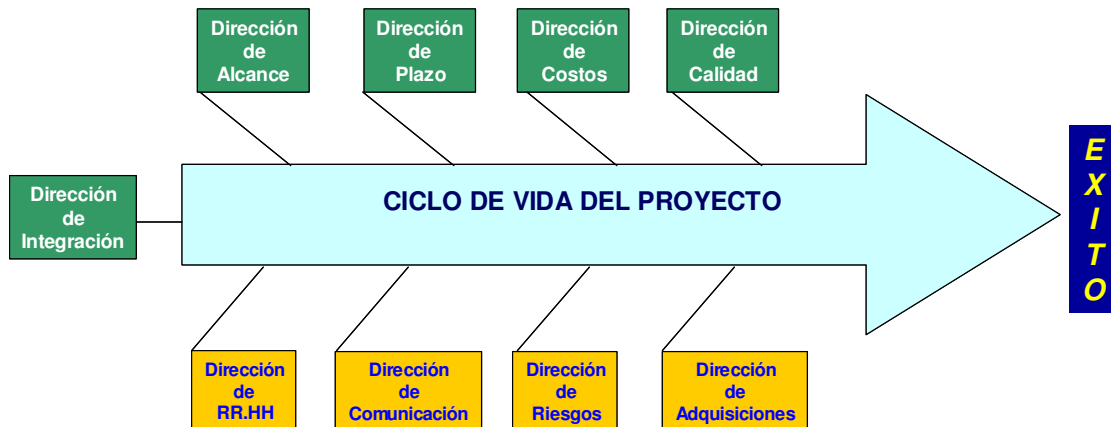 Dirección
de
Alcance
Dirección
de
Plazo
Dirección
de
Costos
Dirección
de
Calidad
Dirección
de
Integración
CICLO DE VIDA DEL PROYECTO
E
X
I
T
O
Dirección
de
RR.HH
Dirección
de
Comunicación
Dirección
de
Riesgos
Dirección
de
Adquisiciones